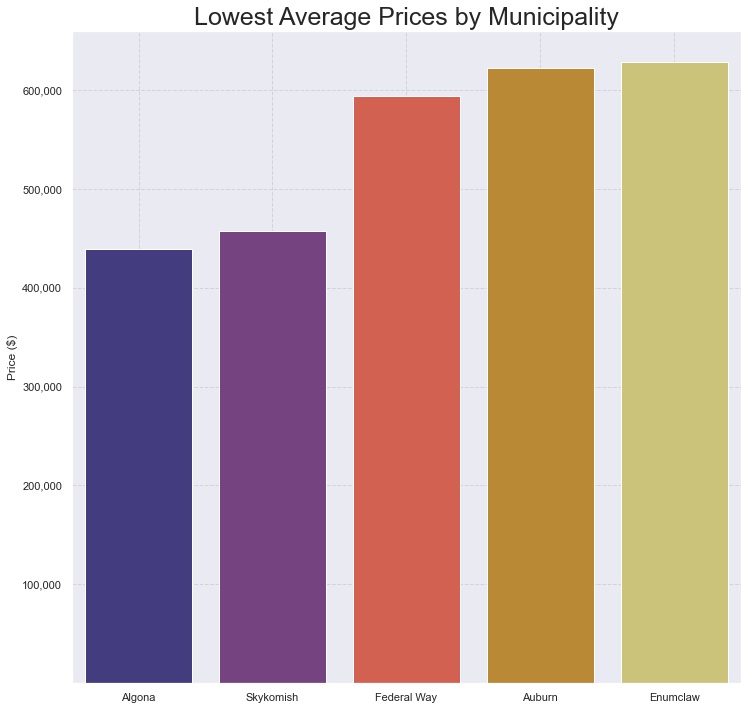 Lowest Average Prices by Municipality
600,000
500,000
400,000
300,000
200,000
100,000
Price ($)
Algona Skykomish Federal Way Auburn Enumclaw